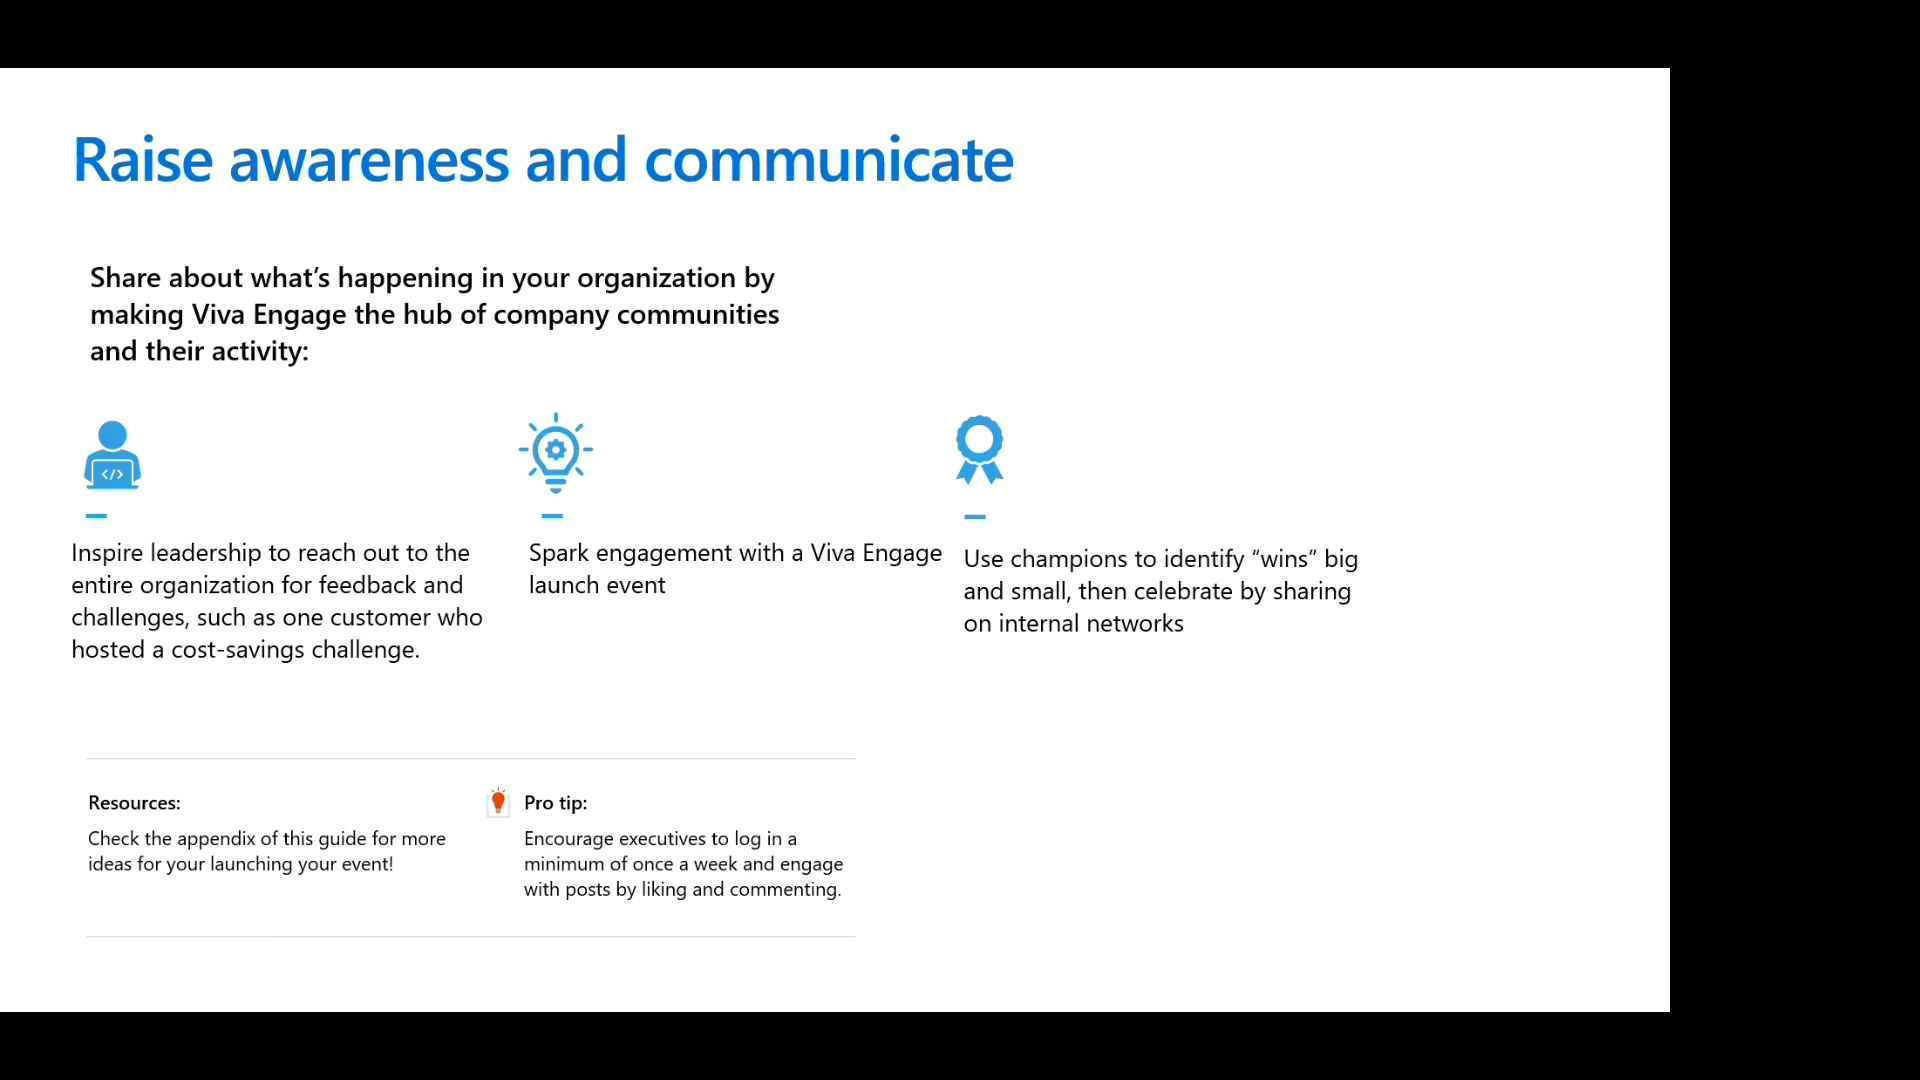 Raise awareness and communicate
Share about what’s happening in your organization by
making Viva Engage the hub of company communities
and their activity:
</>
Inspire leadership to reach out to the
entire organization for feedback and
challenges, such as one customer who
hosted a cost-savings challenge.
Spark engagement with a Viva Engage
launch event
Use champions to identify “wins” big
and small, then celebrate by sharing
on internal networks
Resources:
Check the appendix of this guide for more
ideas for your launching your event!
Pro tip:
Encourage executives to log in a
minimum of once a week and engage
with posts by liking and commenting.